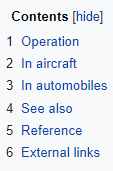 Contents [hide]
1 Operation
2 In aircraft
3 In automobiles
4 See also
5 Reference
6 External links